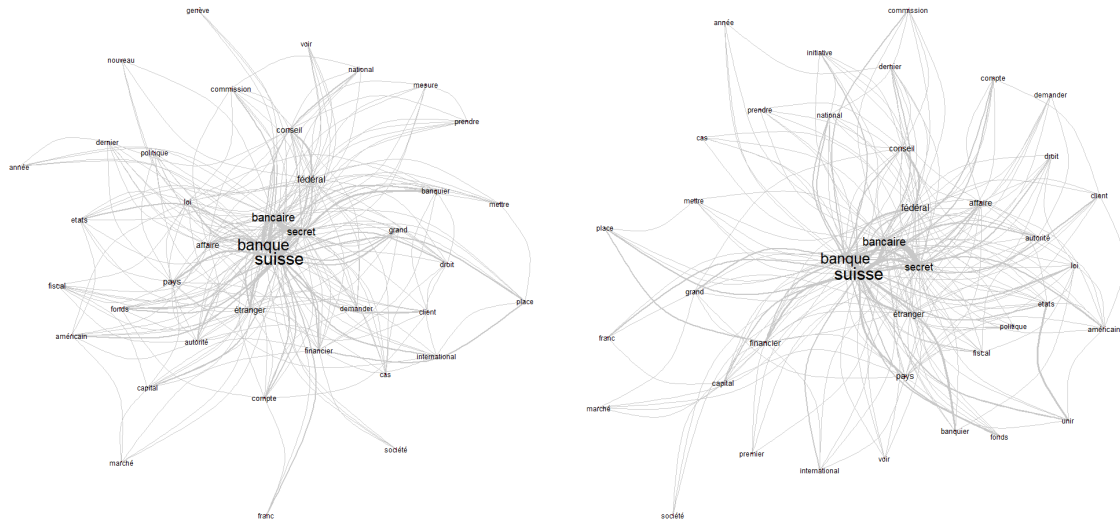 genève
voir
nouveau
national
commission
mesure
conseil
prendre
dernier
politique
année
fédéral
banquier
loi
mettre
etats
bancaire
secret
grand
affaire
banque
suisse
droit
pays
fiscal
place
fonds
étranger
demander
client
américain
autorité
financier
international
cas
capital
compte
société
marché
franc
commission
année
initiative
dernier
compte
demander
prendre
national
cas
conseil
droit
client
mettre
affaire
fédéral
place
autorité
bancaire
banque
suisse
secret
loi
grand
etats
étranger
politique
américain
franc
financier
fiscal
capital
pays
marché
unir
banquier
fonds
premier
voir
international
société